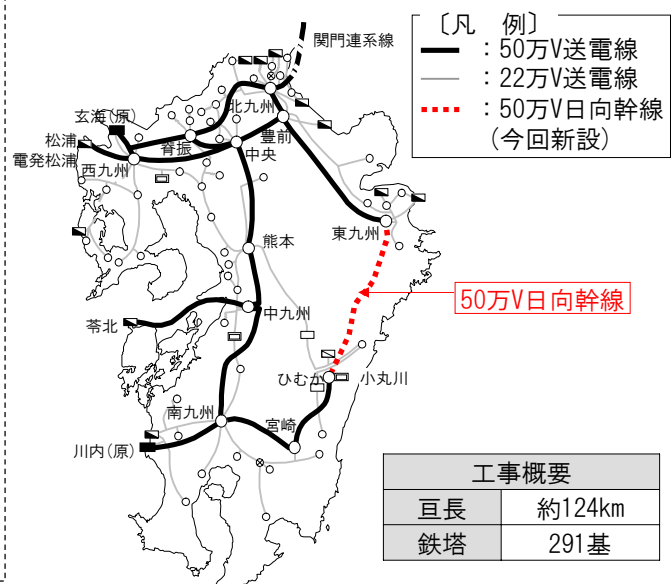 関門連系線
〔凡　例〕
：50万V送電線
：22万V送電線
：50万V日向幹線
(今回新設)
北九州
玄海(原)
豊前
松浦
脊振
中央
電発松浦
西九州
東九州
熊本
50万V日向幹線
中九州
苓北
ひむか
小丸川
南九州
宮崎
川内(原)
工事概要
亘長 約124km
鉄塔 291基